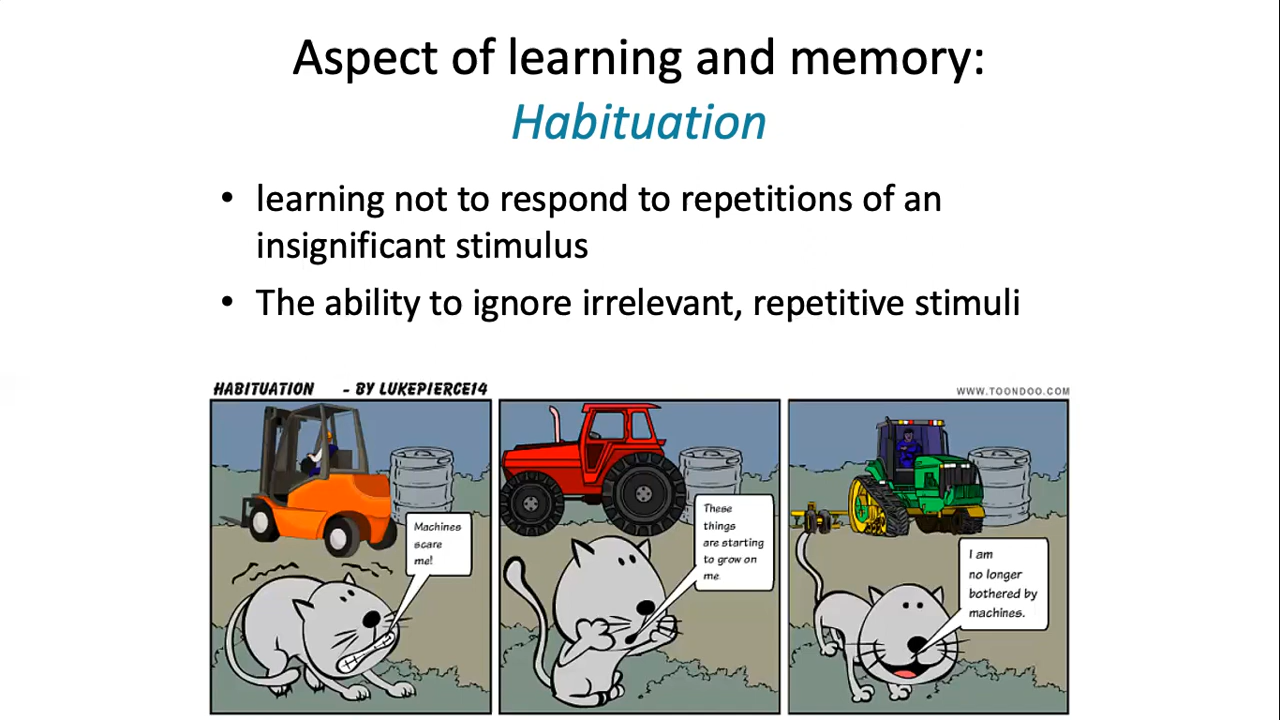 Aspect of learning and memory:
Habituation
• learning not to respond to repetitions of an
insignificant stimulus
• The ability to ignore irrelevant, repetitive stimuli
HABITUATION - BY LUKEPIERCE14
WWW.TOONDOO.COM
Machines
scare
me!
These
things
are starting
to grow on
me.
I am
no longer
bothered by
machines.